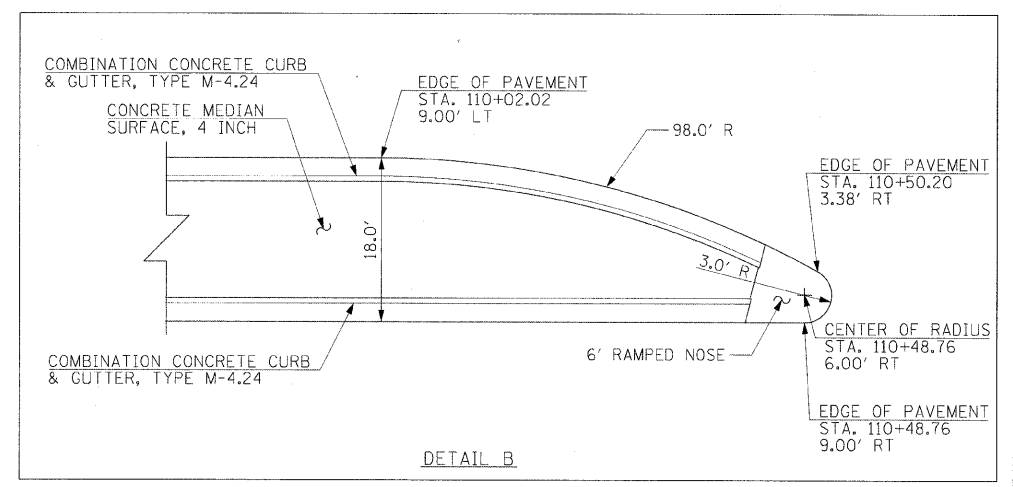 COMBINATION CONCRETE CURB
& GUTTER, TYPE M-4.24
CONCRETE MEDIAN
SURFACE, 4 INCH
EDGE OF PAVEMENT
STA. 110+02.02
9.00' LT
98.0' R
EDGE OF PAVEMENT
STA. 110+50.20
3.38' RT
18.0'
3.0' R
CENTER OF RADIUS
STA. 110+48.76
6.00' RT
6' RAMPED NOSE
COMBINATION CONCRETE CURB
& GUTTER, TYPE M-4.24
EDGE OF PAVEMENT
STA. 110+48.76
9.00' RT
DETAIL B